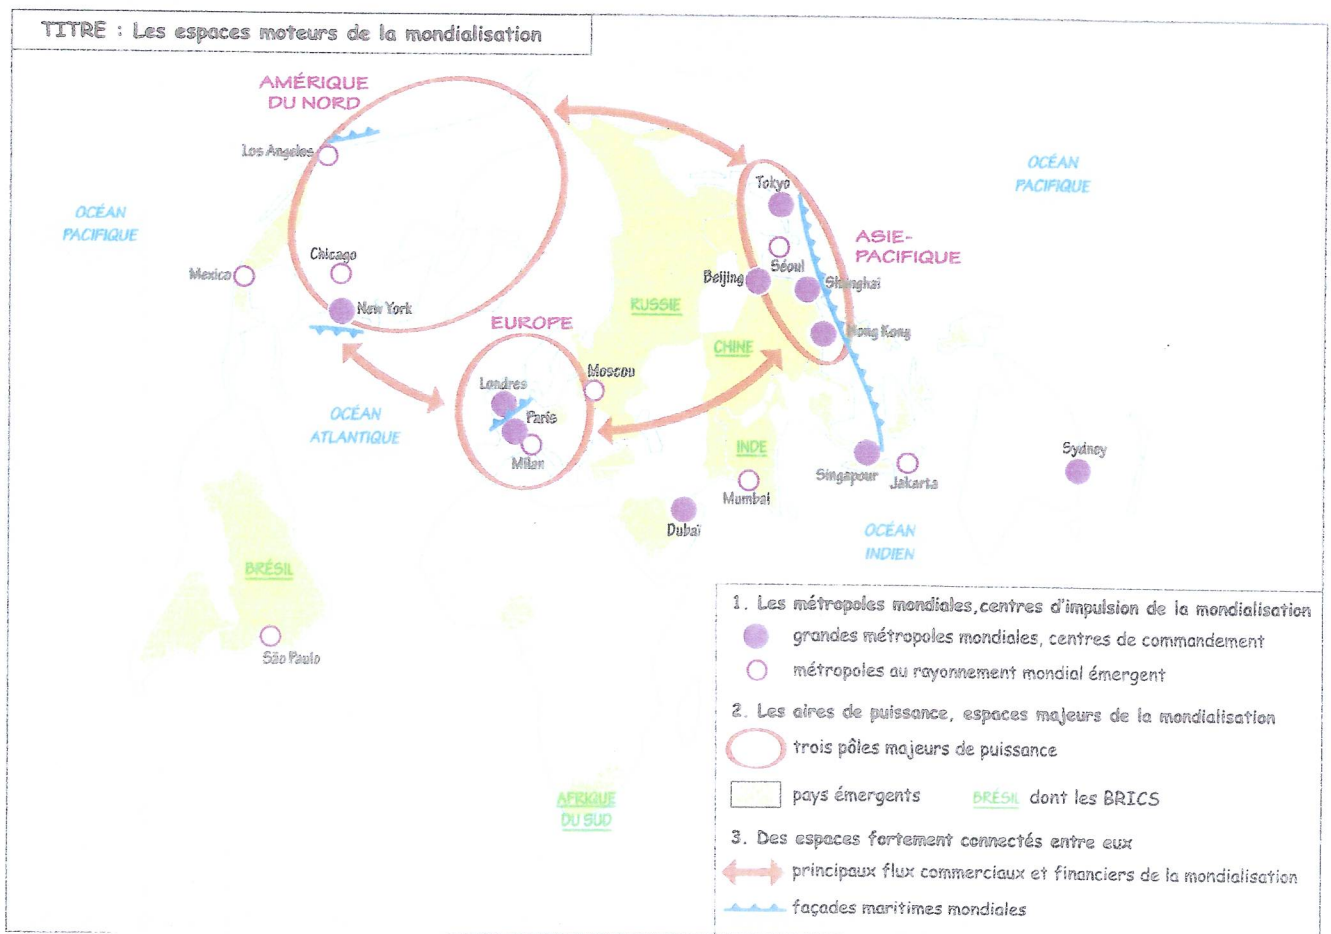 TITRE : Les espaces moteurs de la mondialisation
AMÉRIQUE
DU NORD
Los Angeles
OCÉAN
PACIFIQUE
Mexico
Chicago
New York
EUROPE
Londres
Paris
Milan
Moscou
OCÉAN
ATLANTIQUE
RUSSIE
CHINE
INDE
Mumbai
Dubaï
Tokyo
Séoul
Beijing
Shanghai
Hong Kong
ASIE-
PACIFIQUE
OCÉAN
PACIFIQUE
Singapour
Jakarta
Sydney
OCÉAN
INDIEN
BRÉSIL
São Paulo
AFRIQUE
DU SUD
1. Les métropoles mondiales,centres d'impulsion de la mondialisation
grandes métropoles mondiales, centres de commandement
métropoles au rayonnement mondial émergent
2. Les aires de puissance, espaces majeurs de la mondialisation
trois pôles majeurs de puissance
pays émergents BRÉSIL dont les BRICS
3. Des espaces fortement connectés entre eux
principaux flux commerciaux et financiers de la mondialisation
façades maritimes mondiales